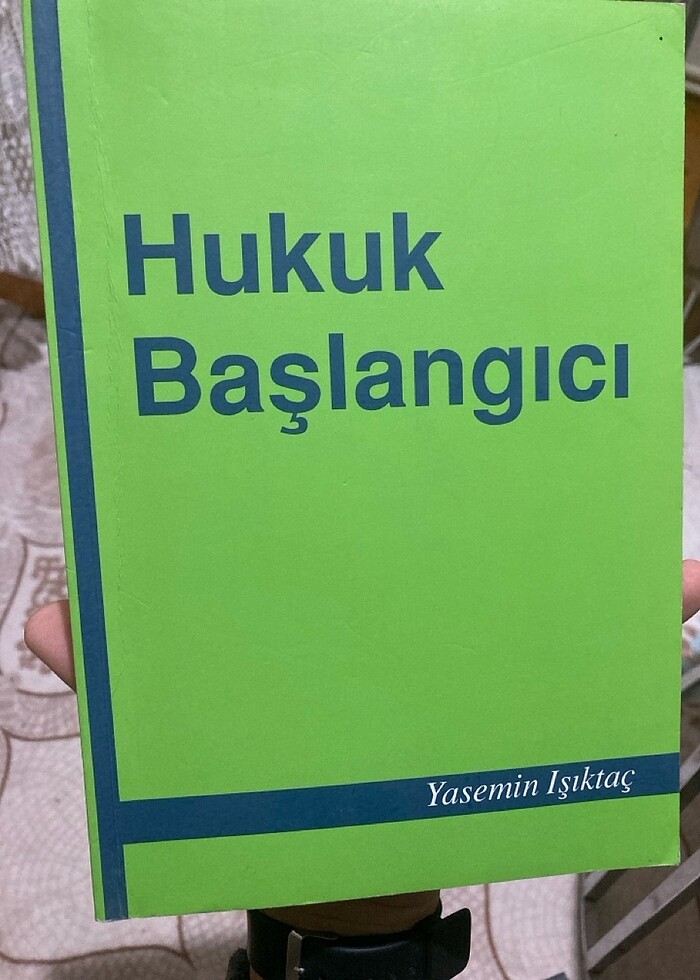 Hukuk
Başlangıcı
Yasemin Işıktaç